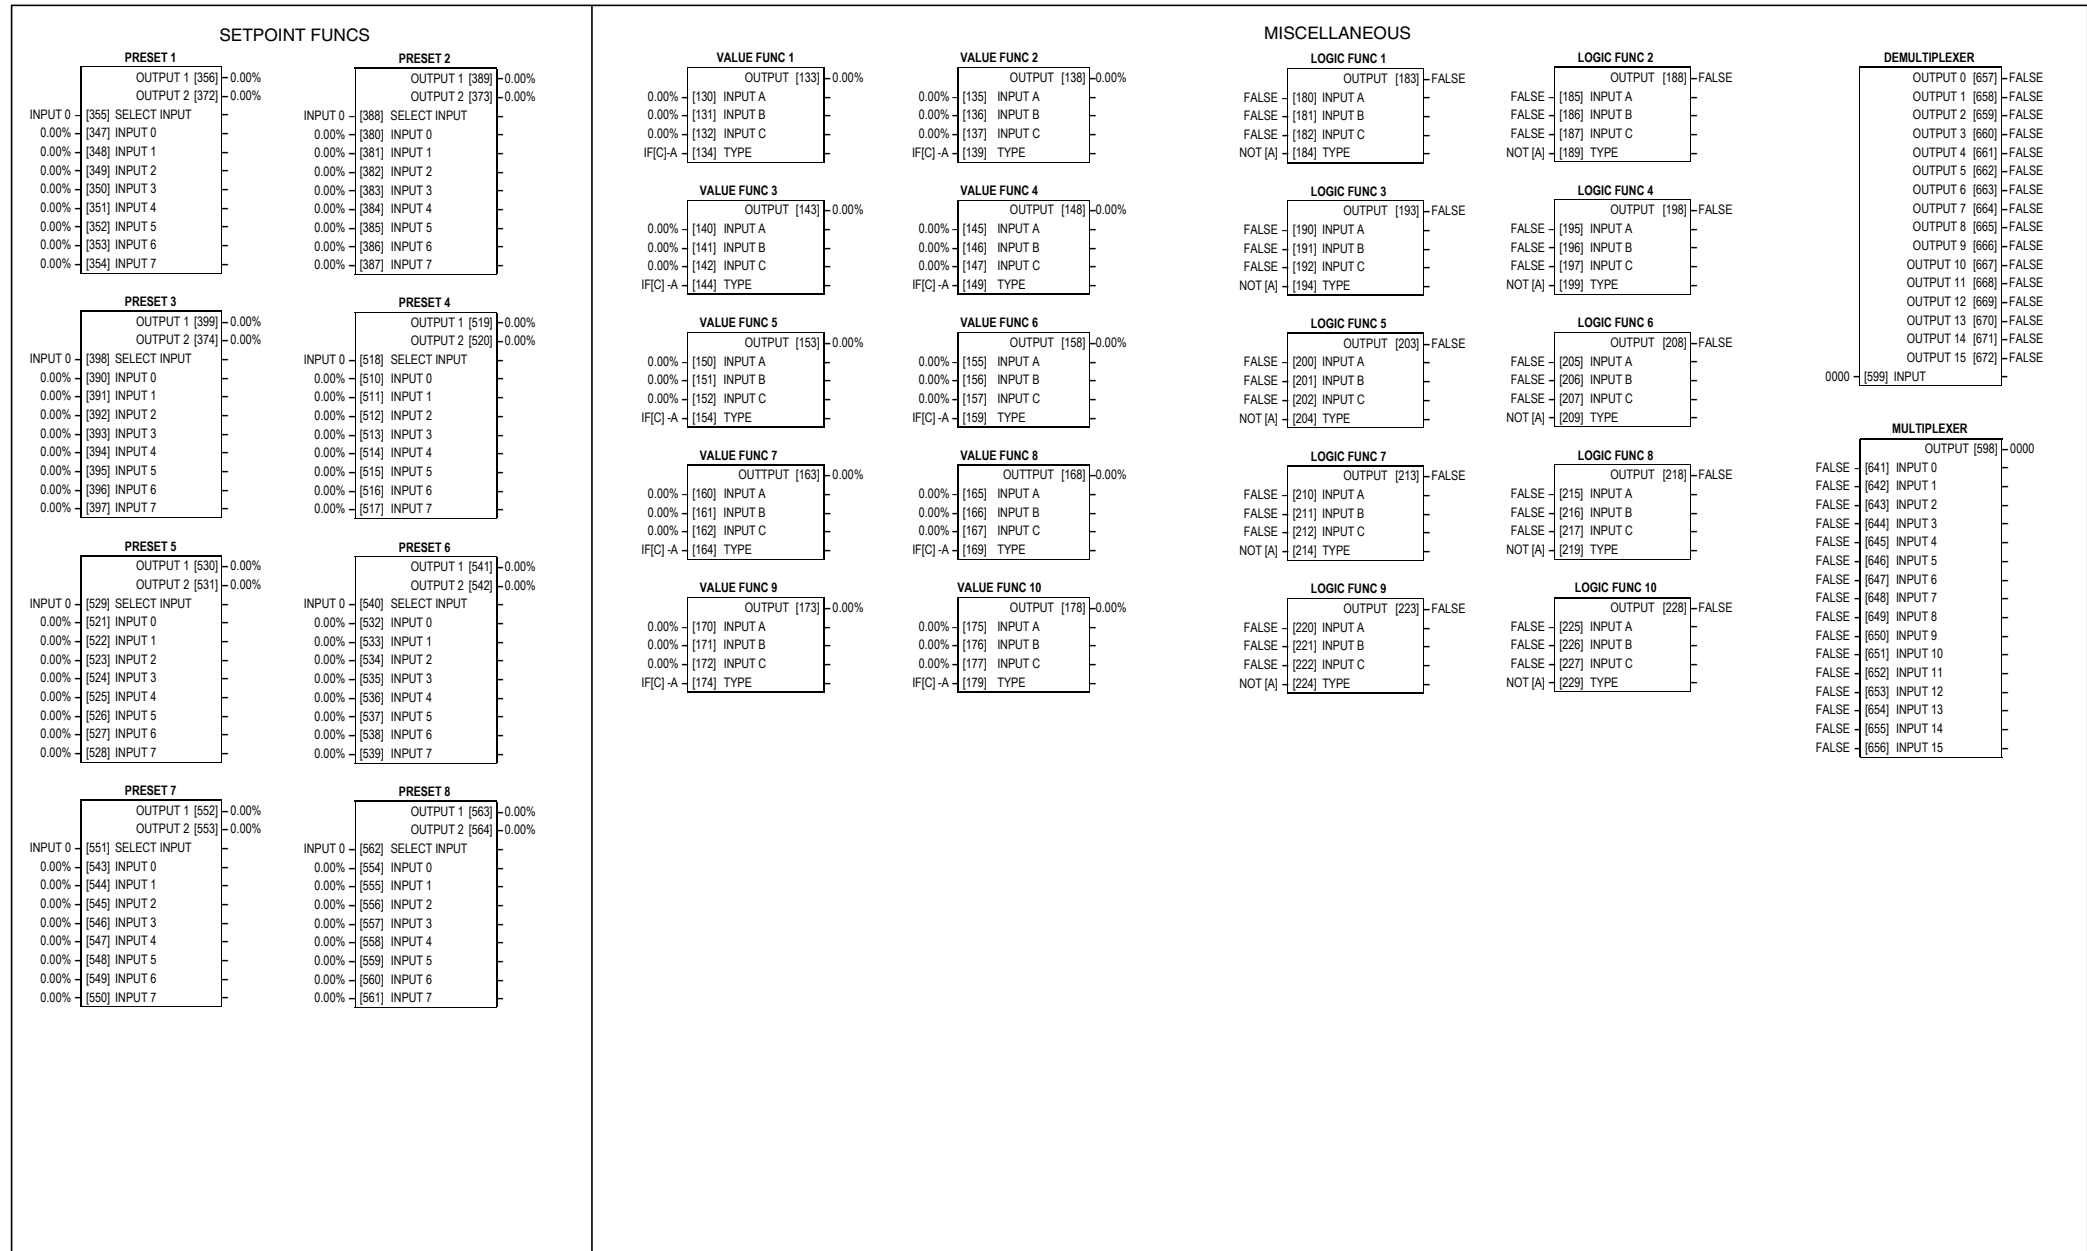 SETPOINT FUNCS
PRESET 1
OUTPUT 1 [356] 0.00%
OUTPUT 2 [372] 0.00%
INPUT 0 [355] SELECT INPUT
0.00% [347] INPUT 0
0.00% [348] INPUT 1
0.00% [349] INPUT 2
0.00% [350] INPUT 3
0.00% [351] INPUT 4
0.00% [352] INPUT 5
0.00% [353] INPUT 6
0.00% [354] INPUT 7
PRESET 2
OUTPUT 1 [389] 0.00%
OUTPUT 2 [373] 0.00%
INPUT 0 [388] SELECT INPUT
0.00% [380] INPUT 0
0.00% [381] INPUT 1
0.00% [382] INPUT 2
0.00% [383] INPUT 3
0.00% [384] INPUT 4
0.00% [385] INPUT 5
0.00% [386] INPUT 6
0.00% [387] INPUT 7
PRESET 3
OUTPUT 1 [399] 0.00%
OUTPUT 2 [374] 0.00%
INPUT 0 [398] SELECT INPUT
0.00% [390] INPUT 0
0.00% [391] INPUT 1
0.00% [392] INPUT 2
0.00% [393] INPUT 3
0.00% [394] INPUT 4
0.00% [395] INPUT 5
0.00% [396] INPUT 6
0.00% [397] INPUT 7
PRESET 4
OUTPUT 1 [519] 0.00%
OUTPUT 2 [520] 0.00%
INPUT 0 [518] SELECT INPUT
0.00% [510] INPUT 0
0.00% [511] INPUT 1
0.00% [512] INPUT 2
0.00% [513] INPUT 3
0.00% [514] INPUT 4
0.00% [515] INPUT 5
0.00% [516] INPUT 6
0.00% [517] INPUT 7
PRESET 5
OUTPUT 1 [530] 0.00%
OUTPUT 2 [531] 0.00%
INPUT 0 [529] SELECT INPUT
0.00% [521] INPUT 0
0.00% [522] INPUT 1
0.00% [523] INPUT 2
0.00% [524] INPUT 3
0.00% [525] INPUT 4
0.00% [526] INPUT 5
0.00% [527] INPUT 6
0.00% [528] INPUT 7
PRESET 6
OUTPUT 1 [541] 0.00%
OUTPUT 2 [542] 0.00%
INPUT 0 [540] SELECT INPUT
0.00% [532] INPUT 0
0.00% [533] INPUT 1
0.00% [534] INPUT 2
0.00% [535] INPUT 3
0.00% [536] INPUT 4
0.00% [537] INPUT 5
0.00% [538] INPUT 6
0.00% [539] INPUT 7
PRESET 7
OUTPUT 1 [552] 0.00%
OUTPUT 2 [553] 0.00%
INPUT 0 [551] SELECT INPUT
0.00% [543] INPUT 0
0.00% [544] INPUT 1
0.00% [545] INPUT 2
0.00% [546] INPUT 3
0.00% [547] INPUT 4
0.00% [548] INPUT 5
0.00% [549] INPUT 6
0.00% [550] INPUT 7
PRESET 8
OUTPUT 1 [563] 0.00%
OUTPUT 2 [564] 0.00%
INPUT 0 [562] SELECT INPUT
0.00% [554] INPUT 0
0.00% [555] INPUT 1
0.00% [556] INPUT 2
0.00% [557] INPUT 3
0.00% [558] INPUT 4
0.00% [559] INPUT 5
0.00% [560] INPUT 6
0.00% [561] INPUT 7
MISCELLANEOUS
VALUE FUNC 1
OUTPUT [133] 0.00%
0.00% [130] INPUT A
0.00% [131] INPUT B
0.00% [132] INPUT C
IF[C]-A [134] TYPE
VALUE FUNC 2
OUTPUT [138] 0.00%
0.00% [135] INPUT A
0.00% [136] INPUT B
0.00% [137] INPUT C
IF[C] -A [139] TYPE
VALUE FUNC 3
OUTPUT [143] 0.00%
0.00% [140] INPUT A
0.00% [141] INPUT B
0.00% [142] INPUT C
IF[C] -A [144] TYPE
VALUE FUNC 4
OUTPUT [148] 0.00%
0.00% [145] INPUT A
0.00% [146] INPUT B
0.00% [147] INPUT C
IF[C] -A [149] TYPE
VALUE FUNC 5
OUTPUT [153] 0.00%
0.00% [150] INPUT A
0.00% [151] INPUT B
0.00% [152] INPUT C
IF[C] -A [154] TYPE
VALUE FUNC 6
OUTPUT [158] 0.00%
0.00% [155] INPUT A
0.00% [156] INPUT B
0.00% [157] INPUT C
IF[C] -A [159] TYPE
VALUE FUNC 7
OUTTPUT [163] 0.00%
0.00% [160] INPUT A
0.00% [161] INPUT B
0.00% [162] INPUT C
IF[C] -A [164] TYPE
VALUE FUNC 8
OUTTPUT [168] 0.00%
0.00% [165] INPUT A
0.00% [166] INPUT B
0.00% [167] INPUT C
IF[C] -A [169] TYPE
VALUE FUNC 9
OUTPUT [173] 0.00%
0.00% [170] INPUT A
0.00% [171] INPUT B
0.00% [172] INPUT C
IF[C] -A [174] TYPE
VALUE FUNC 10
OUTPUT [178] 0.00%
0.00% [175] INPUT A
0.00% [176] INPUT B
0.00% [177] INPUT C
IF[C] -A [179] TYPE
LOGIC FUNC 1
OUTPUT [183] FALSE
FALSE [180] INPUT A
FALSE [181] INPUT B
FALSE [182] INPUT C
NOT [A] [184] TYPE
LOGIC FUNC 2
OUTPUT [188] FALSE
FALSE [185] INPUT A
FALSE [186] INPUT B
FALSE [187] INPUT C
NOT [A] [189] TYPE
LOGIC FUNC 3
OUTPUT [193] FALSE
FALSE [190] INPUT A
FALSE [191] INPUT B
FALSE [192] INPUT C
NOT [A] [194] TYPE
LOGIC FUNC 4
OUTPUT [198] FALSE
FALSE [195] INPUT A
FALSE [196] INPUT B
FALSE [197] INPUT C
NOT [A] [199] TYPE
LOGIC FUNC 5
OUTPUT [203] FALSE
FALSE [200] INPUT A
FALSE [201] INPUT B
FALSE [202] INPUT C
NOT [A] [204] TYPE
LOGIC FUNC 6
OUTPUT [208] FALSE
FALSE [205] INPUT A
FALSE [206] INPUT B
FALSE [207] INPUT C
NOT [A] [209] TYPE
LOGIC FUNC 7
OUTPUT [213] FALSE
FALSE [210] INPUT A
FALSE [211] INPUT B
FALSE [212] INPUT C
NOT [A] [214] TYPE
LOGIC FUNC 8
OUTPUT [218] FALSE
FALSE [215] INPUT A
FALSE [216] INPUT B
FALSE [217] INPUT C
NOT [A] [219] TYPE
LOGIC FUNC 9
OUTPUT [223] FALSE
FALSE [220] INPUT A
FALSE [221] INPUT B
FALSE [222] INPUT C
NOT [A] [224] TYPE
LOGIC FUNC 10
OUTPUT [228] FALSE
FALSE [225] INPUT A
FALSE [226] INPUT B
FALSE [227] INPUT C
NOT [A] [229] TYPE
DEMULTIPLEXER
OUTPUT 0 [657] FALSE
OUTPUT 1 [658] FALSE
OUTPUT 2 [659] FALSE
OUTPUT 3 [660] FALSE
OUTPUT 4 [661] FALSE
OUTPUT 5 [662] FALSE
OUTPUT 6 [663] FALSE
OUTPUT 7 [664] FALSE
OUTPUT 8 [665] FALSE
OUTPUT 9 [666] FALSE
OUTPUT 10 [667] FALSE
OUTPUT 11 [668] FALSE
OUTPUT 12 [669] FALSE
OUTPUT 13 [670] FALSE
OUTPUT 14 [671] FALSE
OUTPUT 15 [672] FALSE
0000 [599] INPUT
MULTIPLEXER
OUTPUT [598] 0000
FALSE [641] INPUT 0
FALSE [642] INPUT 1
FALSE [643] INPUT 2
FALSE [644] INPUT 3
FALSE [645] INPUT 4
FALSE [646] INPUT 5
FALSE [647] INPUT 6
FALSE [648] INPUT 7
FALSE [649] INPUT 8
FALSE [650] INPUT 9
FALSE [651] INPUT 10
FALSE [652] INPUT 11
FALSE [653] INPUT 12
FALSE [654] INPUT 13
FALSE [655] INPUT 14
FALSE [656] INPUT 15